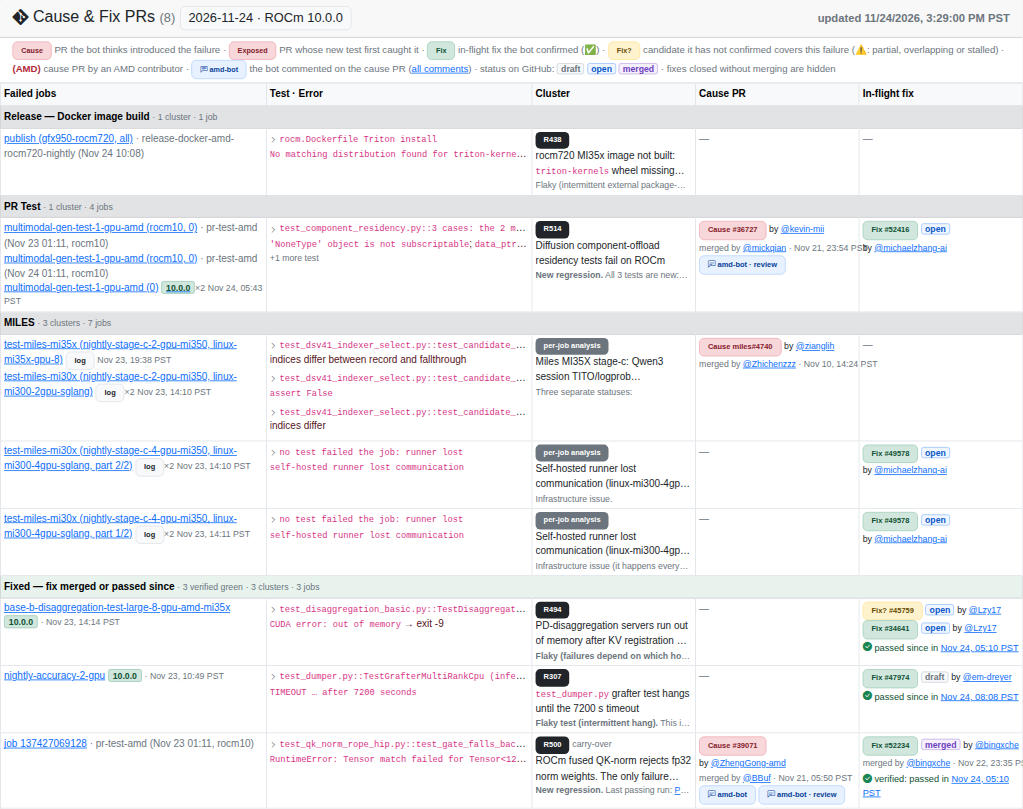 Cause & Fix PRs (8) 2026-11-24 · ROCm 10.0.0 updated 11/24/2026, 3:29:00 PM PST
Cause PR the bot thinks introduced the failure · Exposed PR whose new test first caught it · Fix in-flight fix the bot confirmed (✅) · Fix? candidate it has not confirmed covers this failure (⚠️: partial, overlapping or stalled) ·
(AMD) cause PR by an AMD contributor · amd-bot the bot commented on the cause PR (all comments) · status on GitHub: draft open merged · fixes closed without merging are hidden
Failed jobs Test · Error Cluster Cause PR In-flight fix
Release — Docker image build · 1 cluster · 1 job
publish (gfx950-rocm720, all) · release-docker-amd-
rocm720-nightly (Nov 24 10:08)
rocm.Dockerfile Triton install
No matching distribution found for triton-kerne…
R438
rocm720 MI35x image not built:
triton-kernels wheel missing…
Flaky (intermittent external package-…
—
—
PR Test · 1 cluster · 4 jobs
multimodal-gen-test-1-gpu-amd (rocm10, 0) · pr-test-amd
(Nov 23 01:11, rocm10)
multimodal-gen-test-1-gpu-amd (rocm10, 0) · pr-test-amd
(Nov 23 01:11, rocm10)
multimodal-gen-test-1-gpu-amd (0) 10.0.0 ×2 Nov 24, 05:43
PST
test_component_residency.py::3 cases: the 2 m…
'NoneType' object is not subscriptable; data_ptr…
+1 more test
R514
Diffusion component-offload
residency tests fail on ROCm
New regression. All 3 tests are new:…
Cause #36727 by @kevin-mii
merged by @mickqian · Nov 21, 23:54 PST
amd-bot · review
Fix #52416 open
by @michaelzhang-ai
MILES · 3 clusters · 7 jobs
test-miles-mi35x (nightly-stage-c-2-gpu-mi350, linux-
mi35x-gpu-8) log Nov 23, 19:38 PST
test-miles-mi30x (nightly-stage-c-2-gpu-mi350, linux-
mi300-2gpu-sglang) log ×2 Nov 23, 14:10 PST
test_dsv41_indexer_select.py::test_candidate_…
indices differ between record and fallthrough
test_dsv41_indexer_select.py::test_candidate_…
assert False
test_dsv41_indexer_select.py::test_candidate_…
indices differ
per-job analysis
Miles MI35X stage-c: Qwen3
session TITO/logprob…
Three separate statuses:
Cause miles#4740 by @zianglih
merged by @Zhichenzzz · Nov 10, 14:24 PST
—
test-miles-mi30x (nightly-stage-c-4-gpu-mi350, linux-
mi300-4gpu-sglang, part 2/2) log ×2 Nov 23, 14:10 PST
no test failed the job: runner lost
self-hosted runner lost communication
per-job analysis
Self-hosted runner lost
communication (linux-mi300-4gp…
Infrastructure issue.
—
Fix #49578 open
by @michaelzhang-ai
test-miles-mi30x (nightly-stage-c-4-gpu-mi350, linux-
mi300-4gpu-sglang, part 1/2) log ×2 Nov 23, 14:11 PST
no test failed the job: runner lost
self-hosted runner lost communication
per-job analysis
Self-hosted runner lost
communication (linux-mi300-4gp…
Infrastructure issue (it happens every…
—
Fix #49578 open
by @michaelzhang-ai
Fixed — fix merged or passed since · 3 verified green · 3 clusters · 3 jobs
base-b-disaggregation-test-large-8-gpu-amd-mi35x
10.0.0 · Nov 23, 14:14 PST
test_disaggregation_basic.py::TestDisaggregat…
CUDA error: out of memory → exit -9
R494
PD-disaggregation servers run out
of memory after KV registration …
Flaky (failures depend on which ho…
—
Fix? #45759 open by @Lzy17
Fix #34641 open by @Lzy17
passed since in Nov 24, 05:10 PST
nightly-accuracy-2-gpu 10.0.0 · Nov 23, 10:49 PST
test_dumper.py::TestGrafterMultiRankCpu (infe…
TIMEOUT … after 7200 seconds
R307
test_dumper.py grafter test hangs
until the 7200 s timeout
Flaky test (intermittent hang). This i…
—
Fix #47974 draft by @em-dreyer
passed since in Nov 24, 08:08 PST
job 137427069128 · pr-test-amd (Nov 23 01:11, rocm10)
test_qk_norm_rope_hip.py::test_gate_falls_bac…
RuntimeError: Tensor match failed for Tensor<12…
R500 carry-over
ROCm fused QK-norm rejects fp32
norm weights. The only failure…
New regression. Last passing run: P…
Cause #39071
by @ZhengGong-amd
merged by @BBuf · Nov 21, 05:50 PST
amd-bot amd-bot · review
Fix #52234 merged by @bingxche
merged by @bingxche · Nov 22, 23:35 PS
verified: passed in Nov 24, 05:10
PST